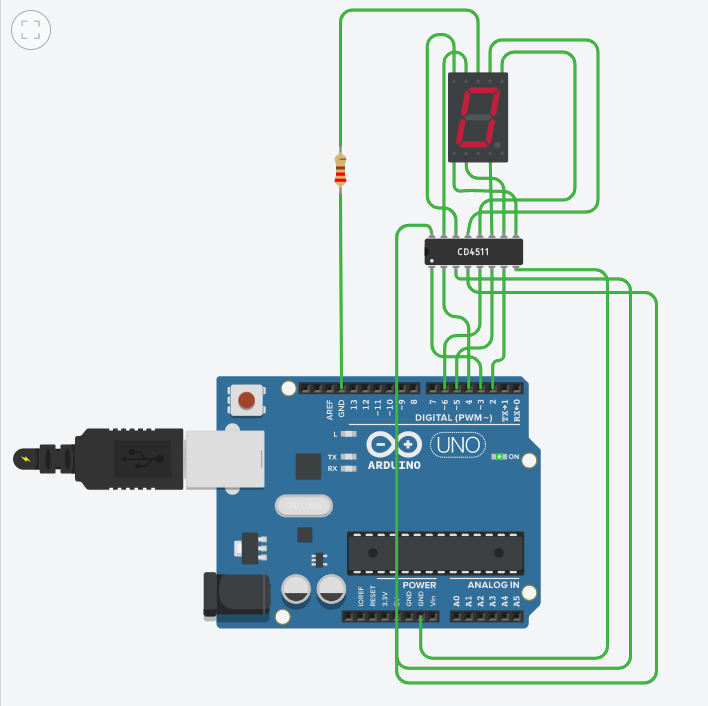 CD4511
AREF
GND
13
12
~11
~10
~9
8
7
~6
~5
4
~3
2
TX→1
RX←0
DIGITAL (PWM~)
L
TX
RX
ARDUINO
UNO
ON
POWER
ANALOG IN
IOREF
RESET
3.3V
GND
GND
Vin
A0
A1
A2
A3
A4
A5